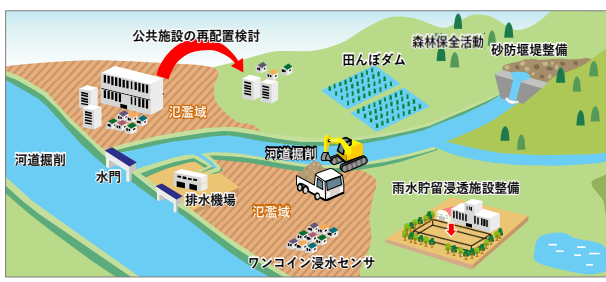 公共施設の再配置検討
森林保全活動
砂防堰堤整備
田んぼダム
氾濫域
河道掘削
河道掘削
水門
排水機場
雨水貯留浸透施設整備
氾濫域
ワンコイン浸水センサ